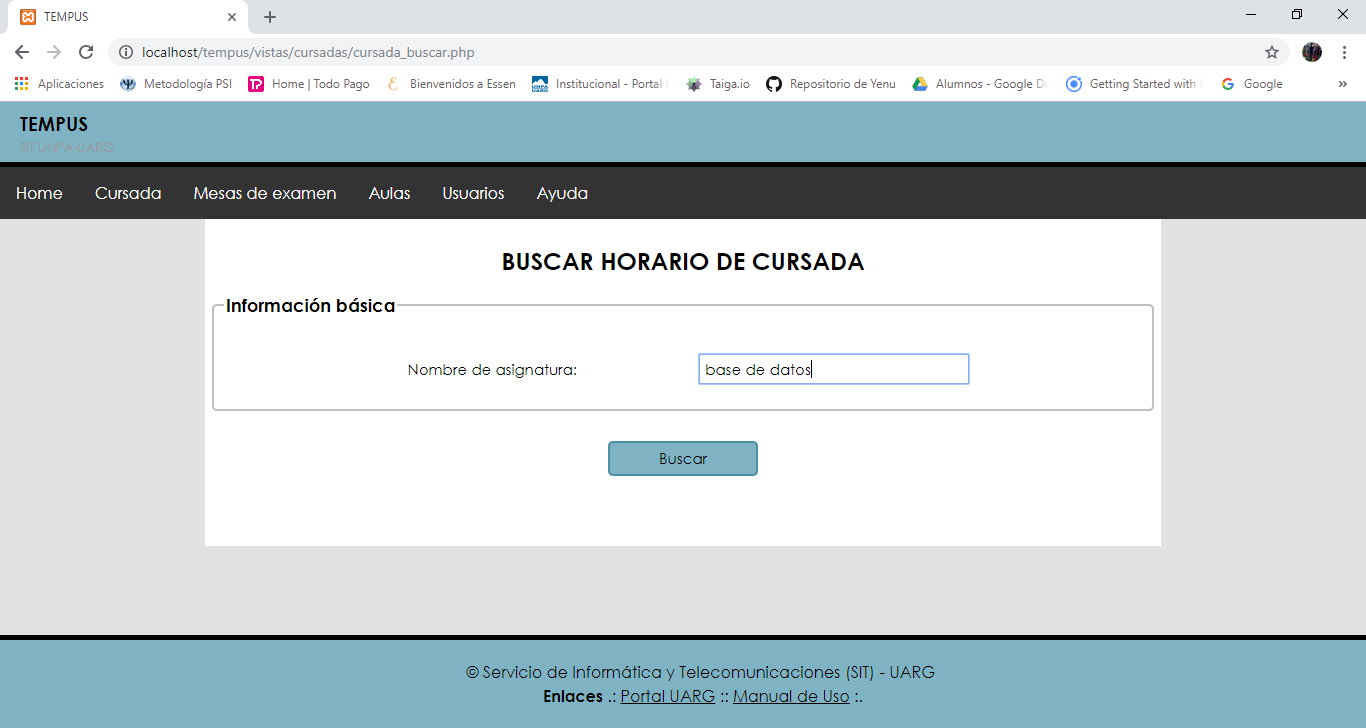 TEMPUS
localhost/tempus/vistas/cursadas/cursada_buscar.php
Aplicaciones Metodología PSI Home | Todo Pago Bienvenidos a Essen Institucional - Portal Taiga.io Repositorio de Yenu Alumnos - Google Dr Getting Started with Google »
TEMPUS
SIT UNPA-UARG
Home Cursada Mesas de examen Aulas Usuarios Ayuda
BUSCAR HORARIO DE CURSADA
Información básica
Nombre de asignatura: base de datos
Buscar
© Servicio de Informática y Telecomunicaciones (SIT) - UARG
Enlaces .: Portal UARG :: Manual de Uso :.